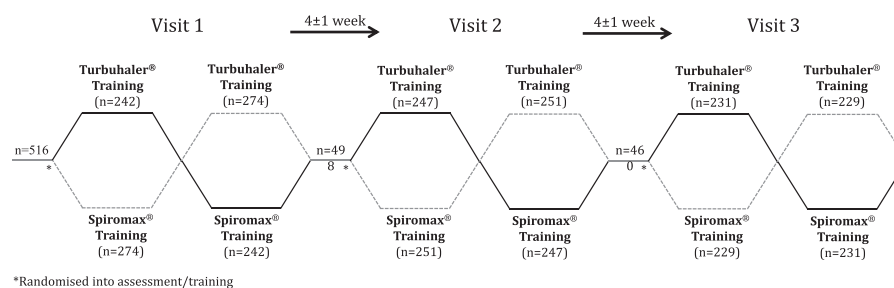 Visit 1
4±1 week
Visit 2
4±1 week
Visit 3
Turbuhaler®
Training
(n=242)
Turbuhaler®
Training
(n=274)
Turbuhaler®
Training
(n=247)
Turbuhaler®
Training
(n=251)
Turbuhaler®
Training
(n=231)
Turbuhaler®
Training
(n=229)
n=516
*
n=49
8
*
n=46
0
*
Spiromax®
Training
(n=274)
Spiromax®
Training
(n=242)
Spiromax®
Training
(n=251)
Spiromax®
Training
(n=247)
Spiromax®
Training
(n=229)
Spiromax®
Training
(n=231)
*Randomised into assessment/training